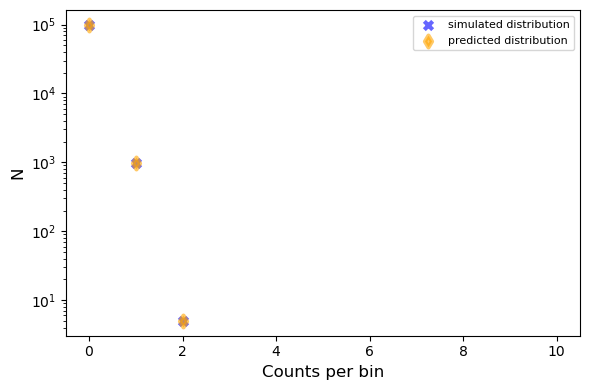 simulated distribution
predicted distribution
N
10⁵
10⁴
10³
10²
10¹
0 2 4 6 8 10
Counts per bin